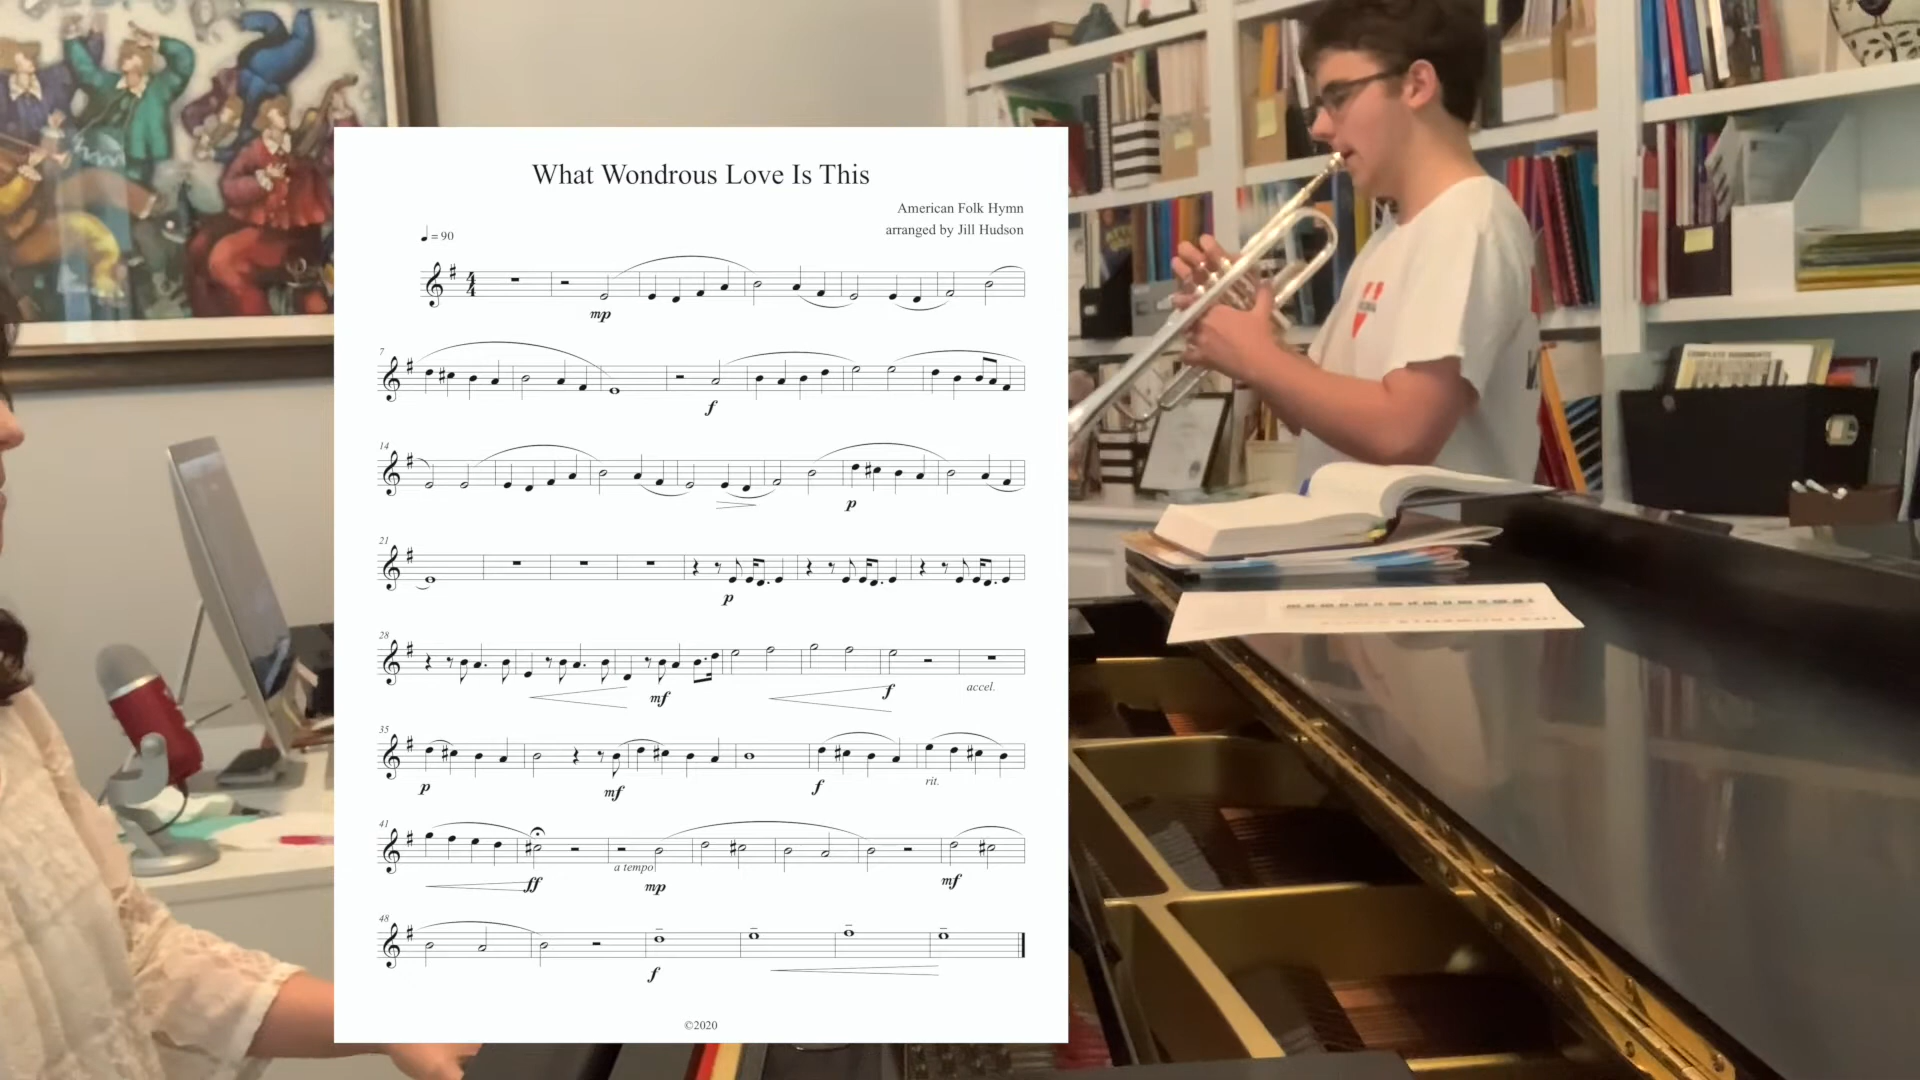 What Wondrous Love Is This
American Folk Hymn
arranged by Jill Hudson
♩ = 90
mp
7
f
14
p
21
p
28
mf
f
accel.
35
p
mf
f
rit.
41
ff
a tempo
mp
mf
48
f
©2020
COMPLETE